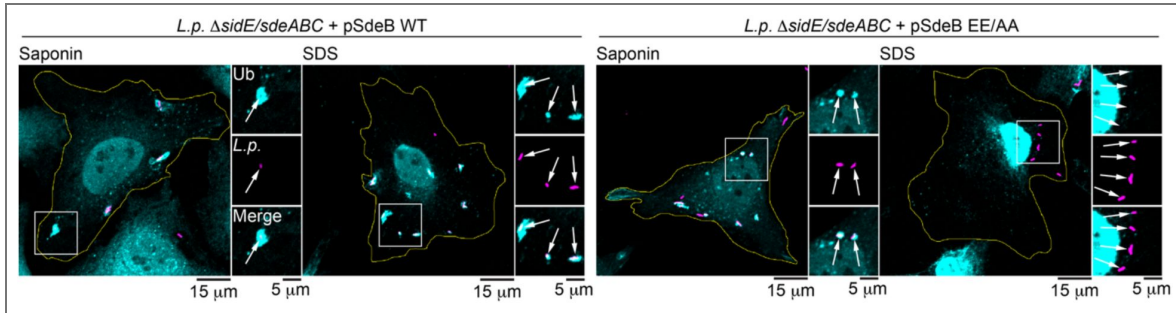 L.p. ΔsidE/sdeABC + pSdeB WT
L.p. ΔsidE/sdeABC + pSdeB EE/AA
Saponin
SDS
Saponin
SDS
Ub
L.p.
Merge
15 μm
5 μm
15 μm
5 μm
15 μm
5 μm
15 μm
5 μm